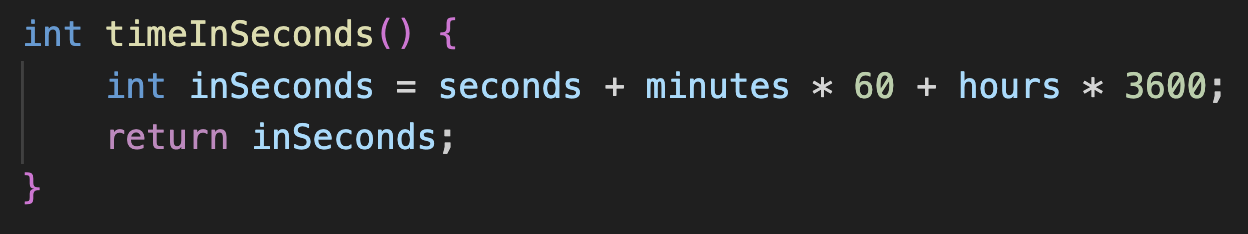 int timeInSeconds() {
    int inSeconds = seconds + minutes * 60 + hours * 3600;
    return inSeconds;
}